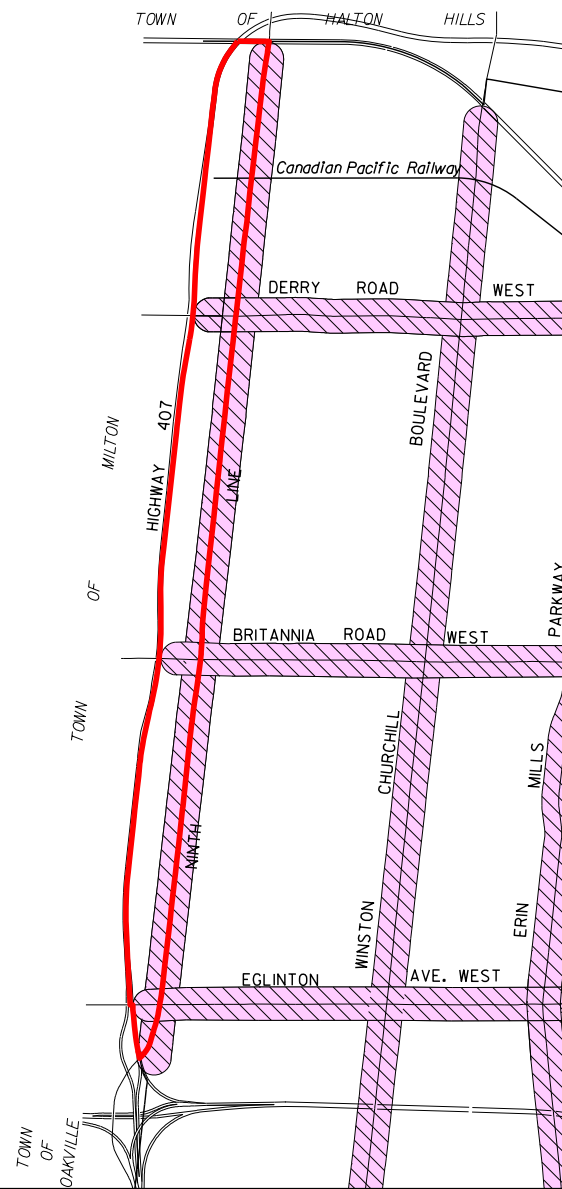 TOWN OF HALTON HILLS
Canadian Pacific Railway
DERRY ROAD WEST
BOULEVARD
HIGHWAY 407
MILTON
LINE
OF
PARKWAY
BRITANNIA ROAD WEST
TOWN
CHURCHILL
MILLS
NINTH
ERIN
WINSTON
EGLINTON AVE. WEST
TOWN
OF
OAKVILLE